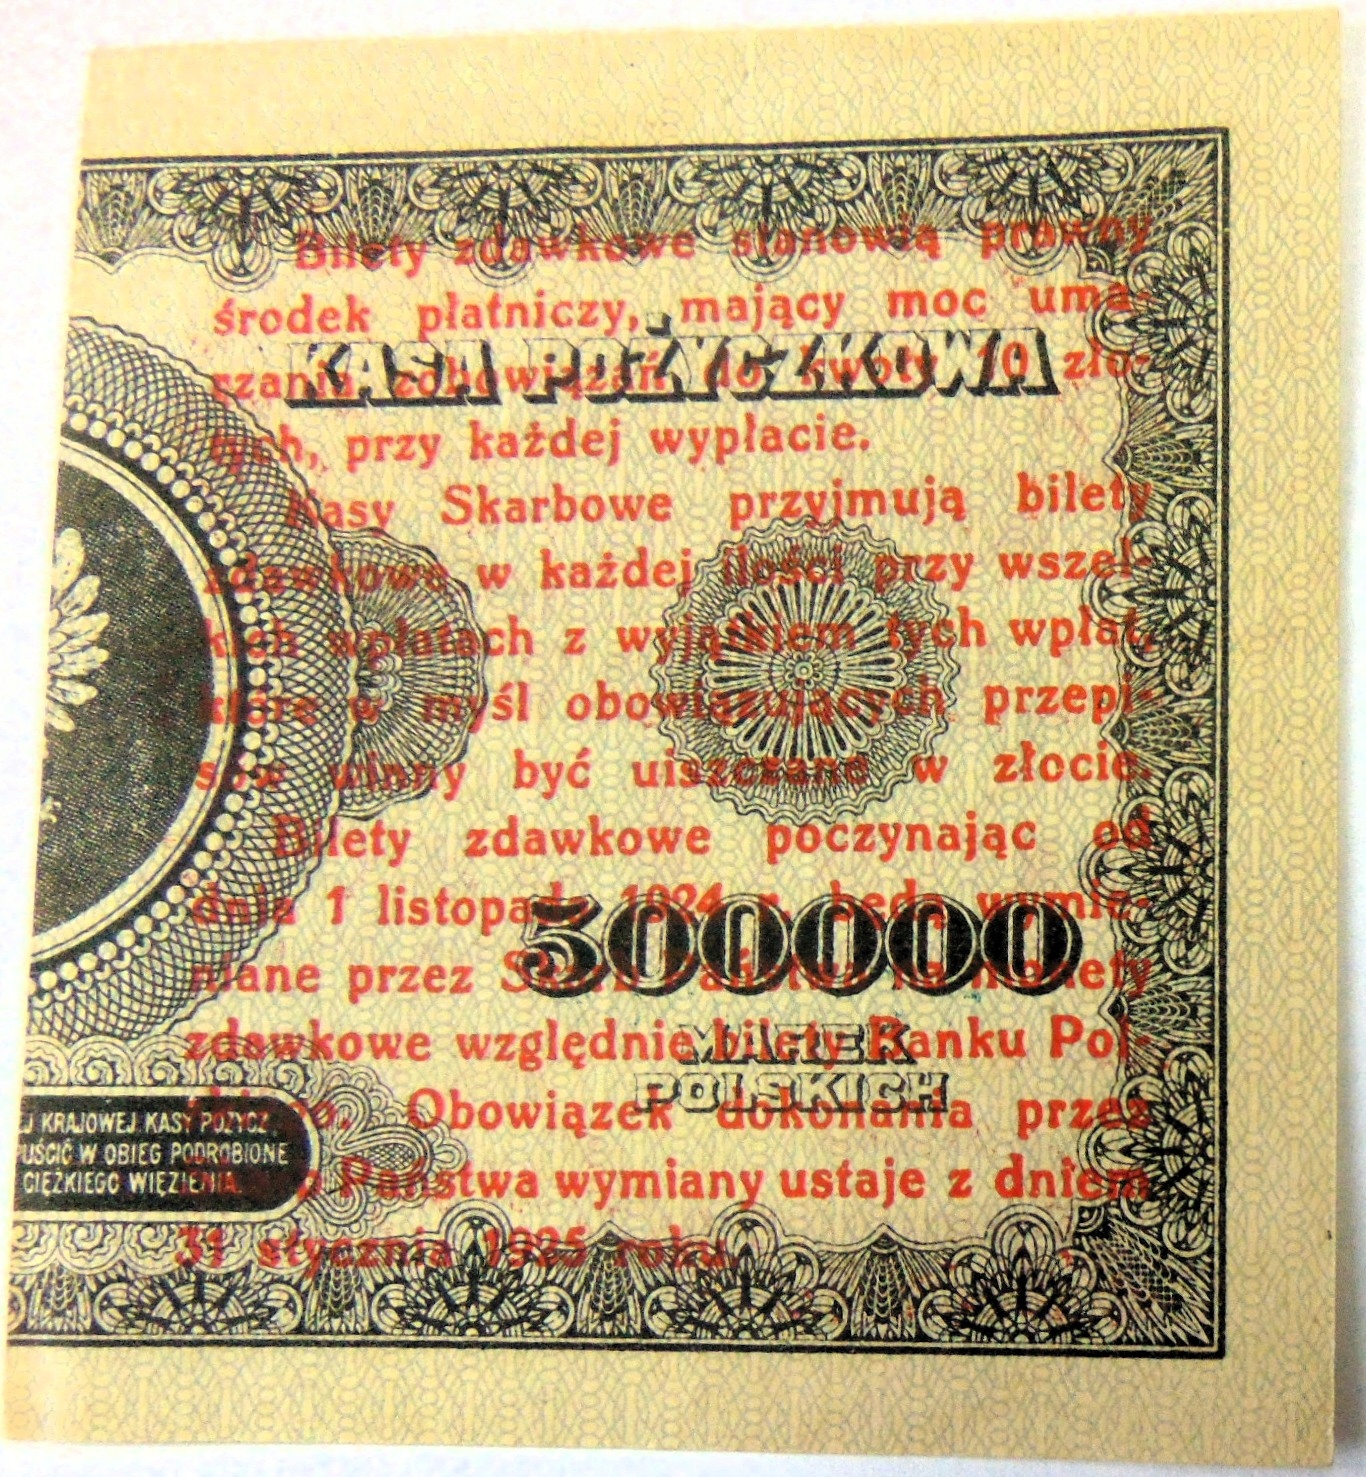 Bilety zdawkowe stanowią prawny
środek płatniczy, mający moc uma-
rzania zobowiązań do kwoty 10 zło-
tych, przy każdej wypłacie.
Kasy Skarbowe przyjmują bilety
zdawkowe w każdej ilości przy wszel-
kich wpłatach z wyjątkiem tych wpłat,
które w myśl obowiązujących przepi-
sów winny być uiszczane w złocie.
Bilety zdawkowe poczynając od
dnia 1 listopada 1924 r. będą wymie-
niane przez Skarb Państwa na monety
zdawkowe względnie bilety Banku Pol-
skiego. Obowiązek dokonania przez
Skarb Państwa wymiany ustaje z dniem
31 stycznia 1925 roku.
KASA POŻYCZKOWA
500000
MAREK
POLSKICH
J KRAJOWEJ KASY POŻYCZ.
PUŚCIĆ W OBIEG PODROBIONE
CIĘŻKIEGO WIĘZIENIA.